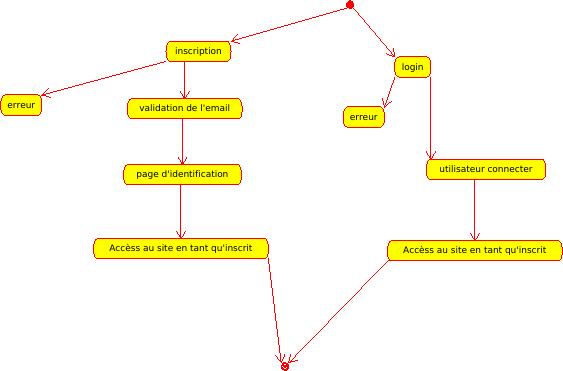 inscription
login
erreur
validation de l'email
erreur
page d'identification
utilisateur connecter
Accèss au site en tant qu'inscrit
Accèss au site en tant qu'inscrit